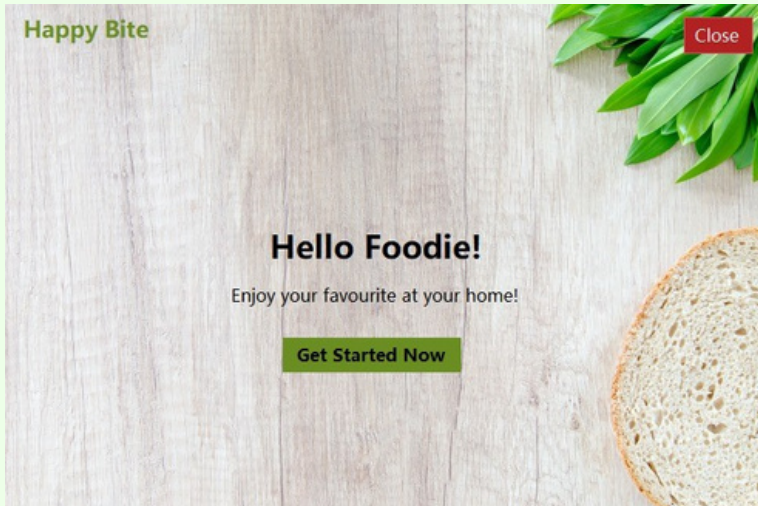 Happy Bite
Close
Hello Foodie!
Enjoy your favourite at your home!
Get Started Now